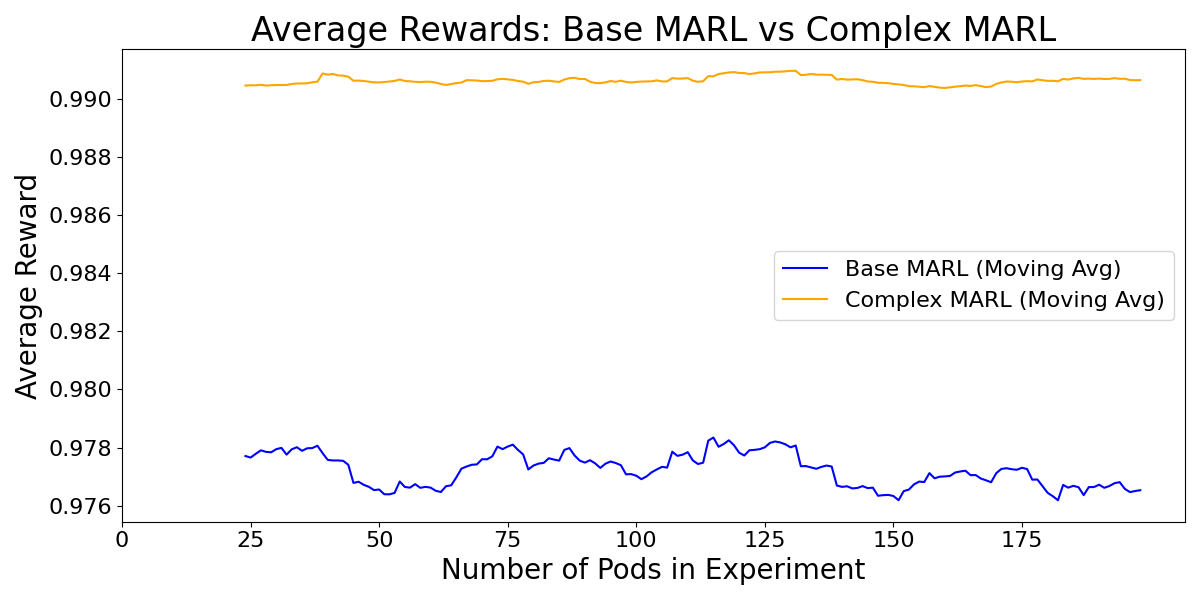 Average Rewards: Base MARL vs Complex MARL
Average Reward
0.990
0.988
0.986
0.984
0.982
0.980
0.978
0.976
Base MARL (Moving Avg)
Complex MARL (Moving Avg)
0 25 50 75 100 125 150 175
Number of Pods in Experiment